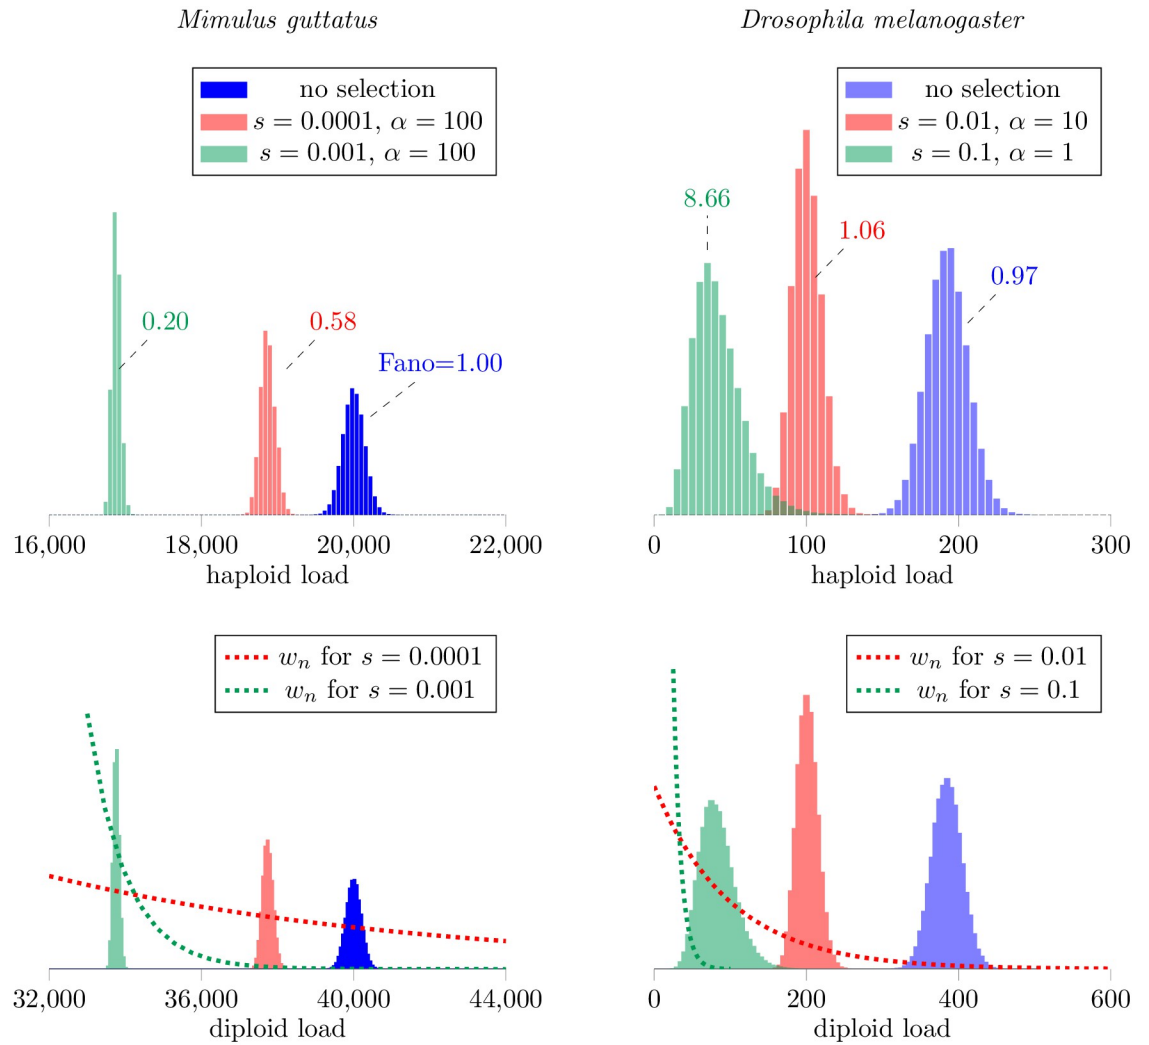 Mimulus guttatus
no selection
s = 0.0001, α = 100
s = 0.001, α = 100
0.20
0.58
Fano=1.00
16,000 18,000 20,000 22,000
haploid load
Drosophila melanogaster
no selection
s = 0.01, α = 10
s = 0.1, α = 1
8.66
1.06
0.97
0 100 200 300
haploid load
wₙ for s = 0.0001
wₙ for s = 0.001
32,000 36,000 40,000 44,000
diploid load
wₙ for s = 0.01
wₙ for s = 0.1
0 200 400 600
diploid load